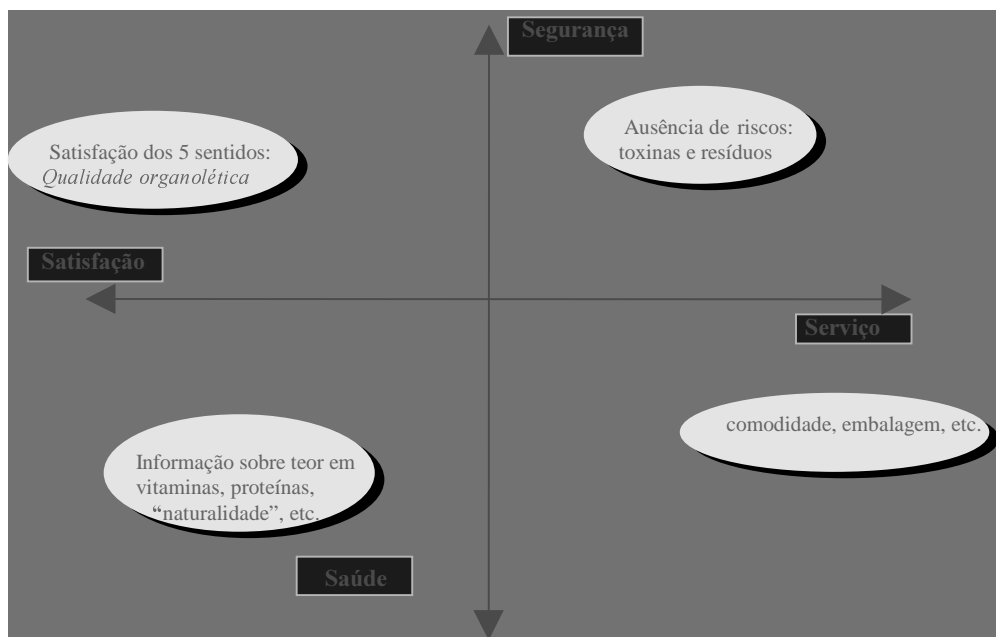 Segurança
Ausência de riscos:
toxinas e resíduos
Satisfação dos 5 sentidos:
Qualidade organolética
Satisfação
Serviço
comodidade, embalagem, etc.
Informação sobre teor em
vitaminas, proteínas,
“naturalidade”, etc.
Saúde